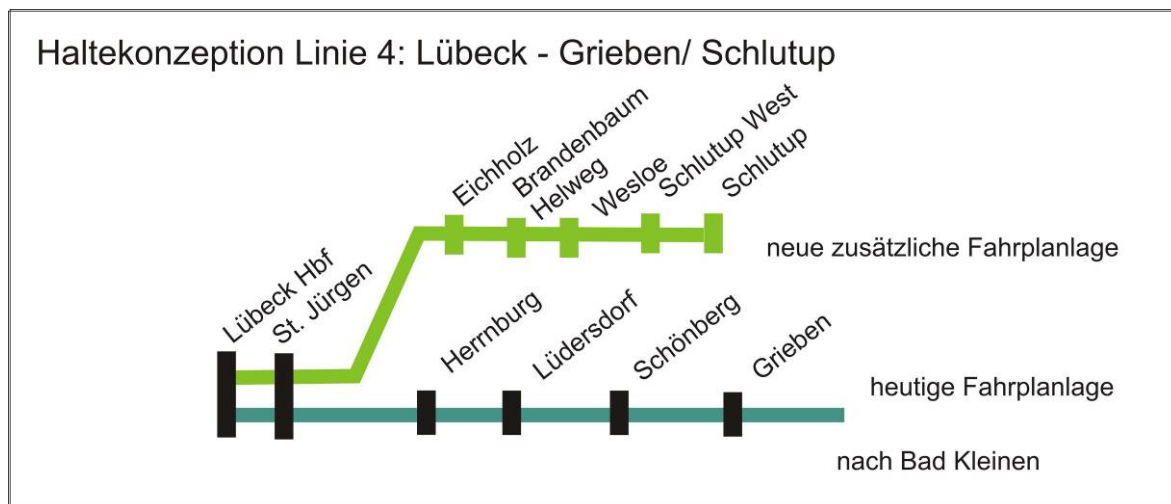 Haltekonzeption Linie 4: Lübeck - Grieben/ Schlutup
Eichholz
Brandenbaum
Helweg
Wesloe
Schlutup West
Schlutup
neue zusätzliche Fahrplanlage
Lübeck Hbf
St. Jürgen
Herrnburg
Lüdersdorf
Schönberg
Grieben
heutige Fahrplanlage
nach Bad Kleinen